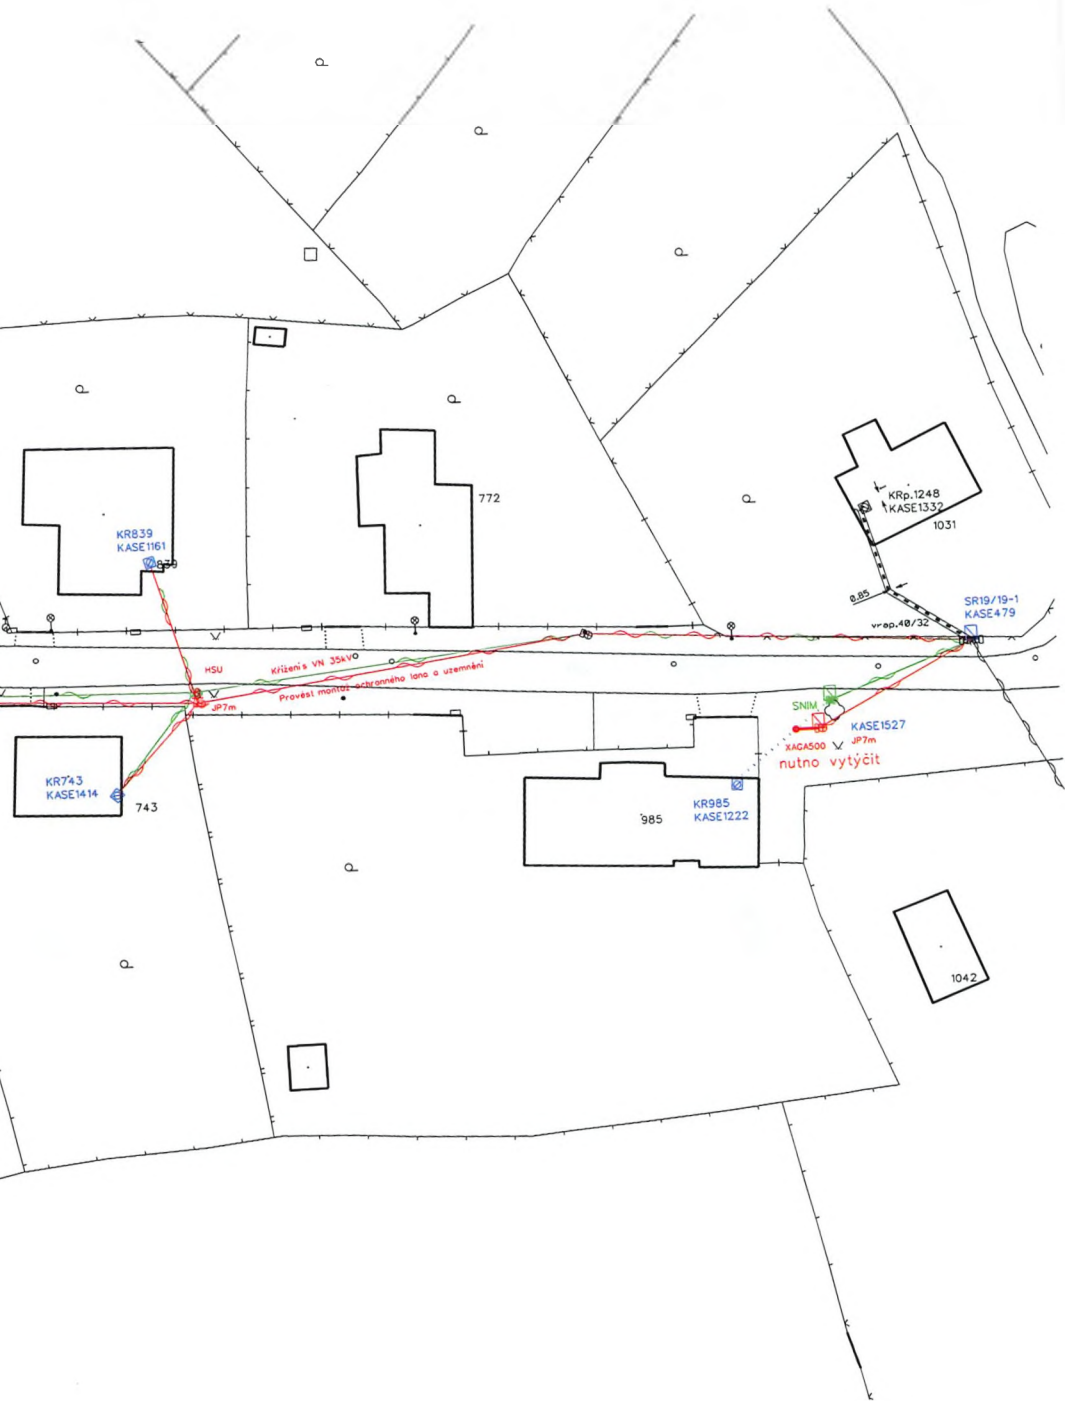 KR839
KASE1161
839
772
KRp.1248
KASE1332
1031
0.85
vrap.40/32
SR19/19-1
KASE479
HSU
Křížení s VN 35kV
Provést montáž ochranného lana a uzemnění
JP7m
SNIM
KASE1527
XAGA500
JP7m
nutno vytýčit
KR743
KASE1414
743
985
KR985
KASE1222
1042